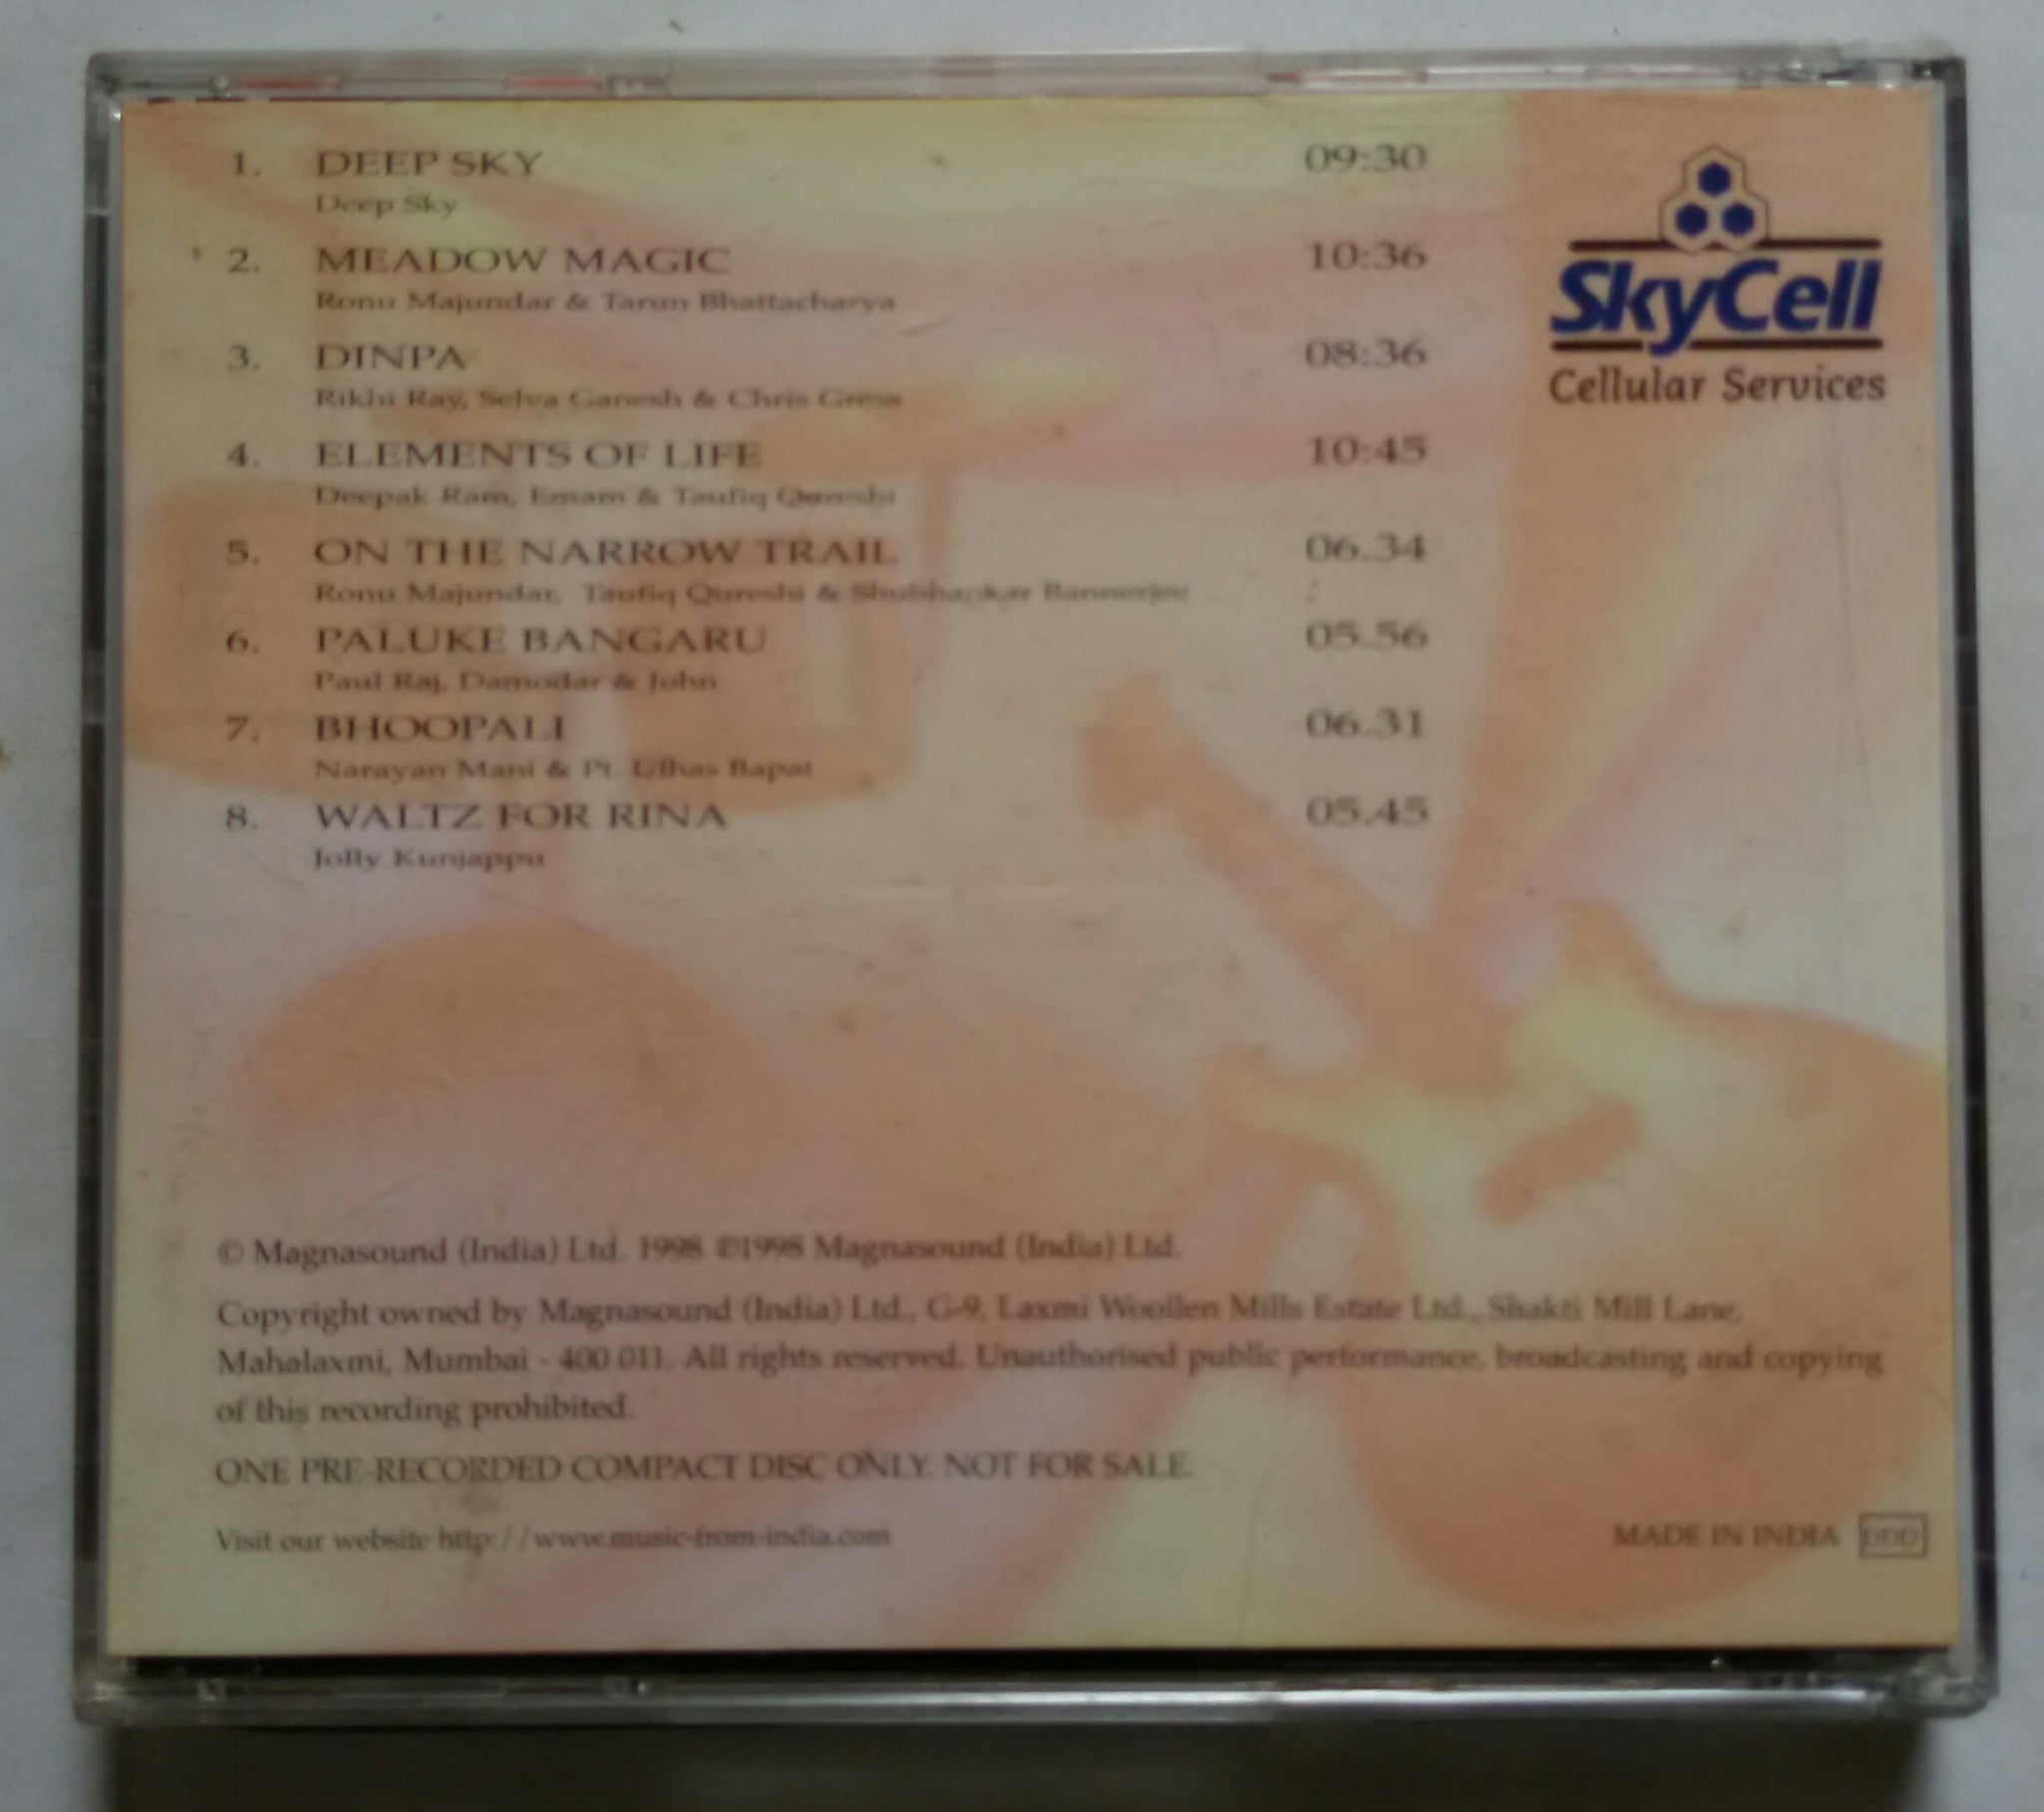 1. DEEP SKY 09:30
Deep Sky
2. MEADOW MAGIC 10:36
Ronu Majundar & Tarun Bhattacharya
3. DINPA 08:36
Rikhi Ray, Selva Ganesh & Chris Gress
4. ELEMENTS OF LIFE 10:45
Deepak Ram, Emam & Taufiq Qureshi
5. ON THE NARROW TRAIL 06.34
Ronu Majundar, Taufiq Qureshi & Shubhankar Bannerjee
6. PALUKE BANGARU 05.56
Paul Raj, Damodar & John
7. BHOOPALI 06.31
Narayan Mani & Pt. Ulhas Bapat
8. WALTZ FOR RINA 05.45
Jolly Kunjappu
SkyCell
Cellular Services
© Magnasound (India) Ltd. 1998 ℗1998 Magnasound (India) Ltd.
Copyright owned by Magnasound (India) Ltd., G-9, Laxmi Woollen Mills Estate Ltd., Shakti Mill Lane,
Mahalaxmi, Mumbai - 400 011. All rights reserved. Unauthorised public performance, broadcasting and copying
of this recording prohibited.
ONE PRE-RECORDED COMPACT DISC ONLY. NOT FOR SALE.
Visit our website http://www.music-from-india.com
MADE IN INDIA DDD